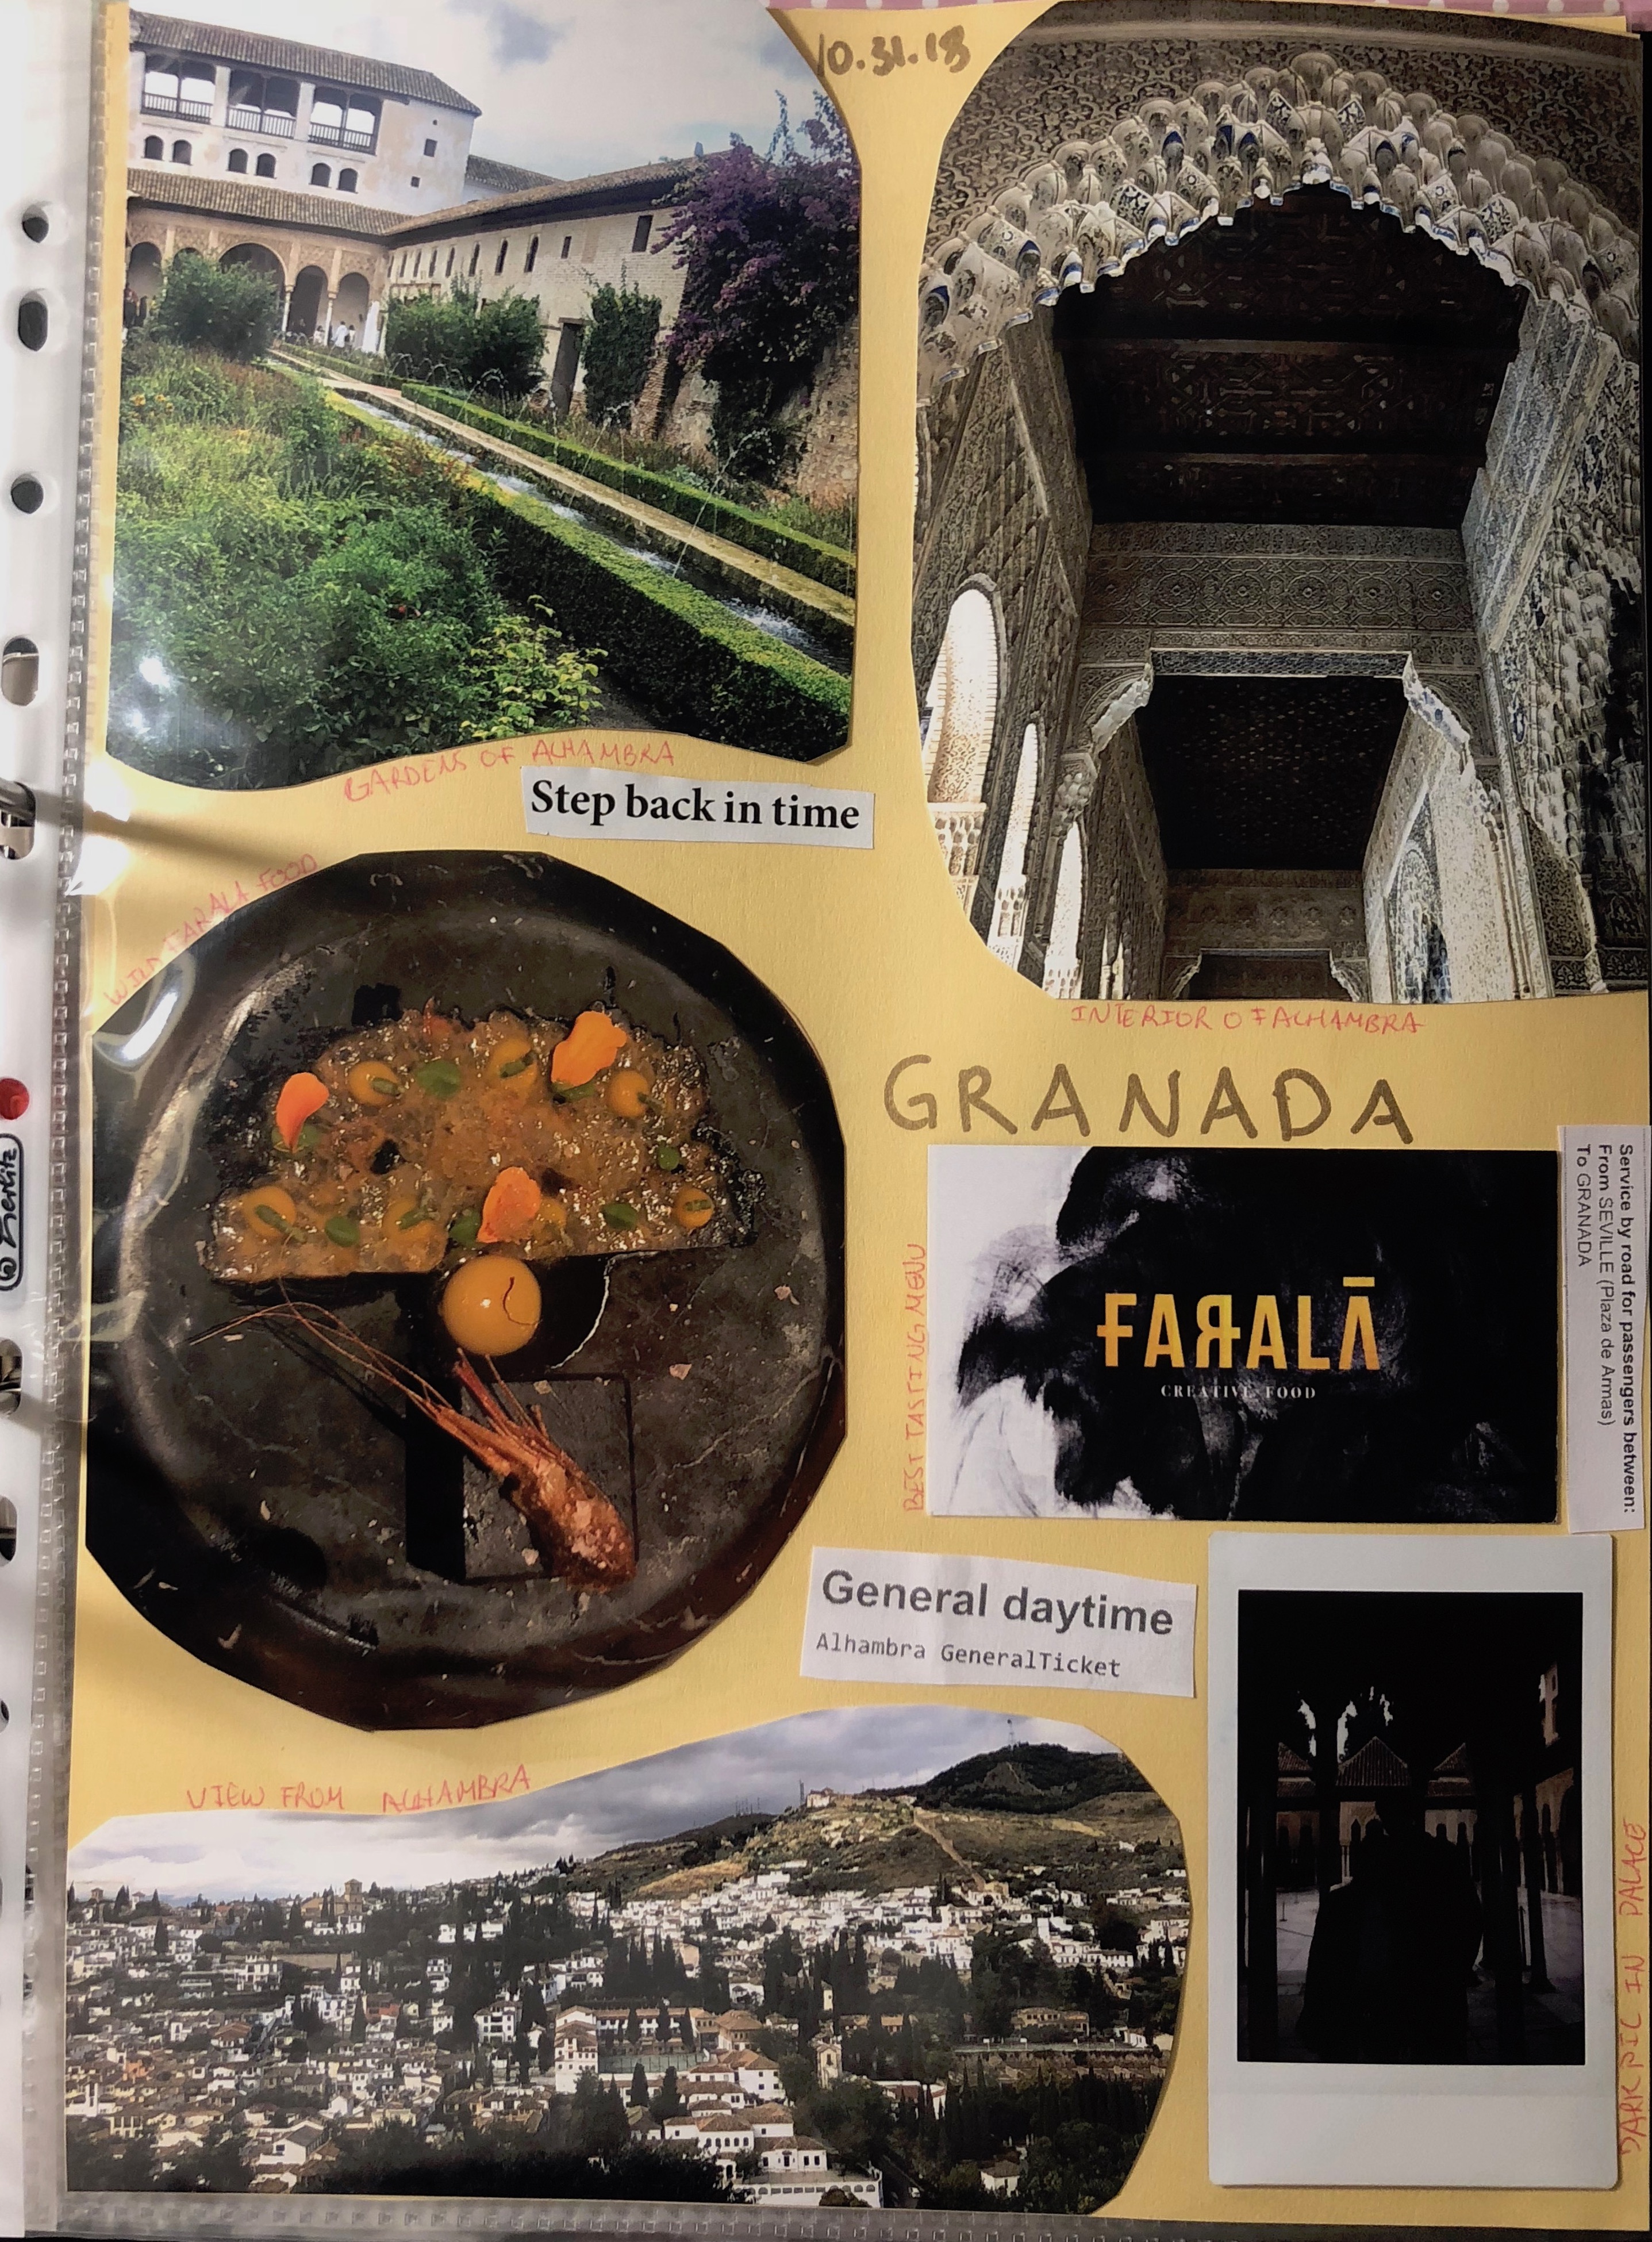 10.31.18
GARDENS OF ALHAMBRA
Step back in time
INTERIOR OF ALHAMBRA
WILD FARALA FOOD
GRANADA
Service by road for passengers between:
From SEVILLE (Plaza de Armas)
To GRANADA
BEST TASTING MENU
FARALĀ
CREATIVE FOOD
General daytime
Alhambra GeneralTicket
VIEW FROM ALHAMBRA
DARK PIC IN PALACE